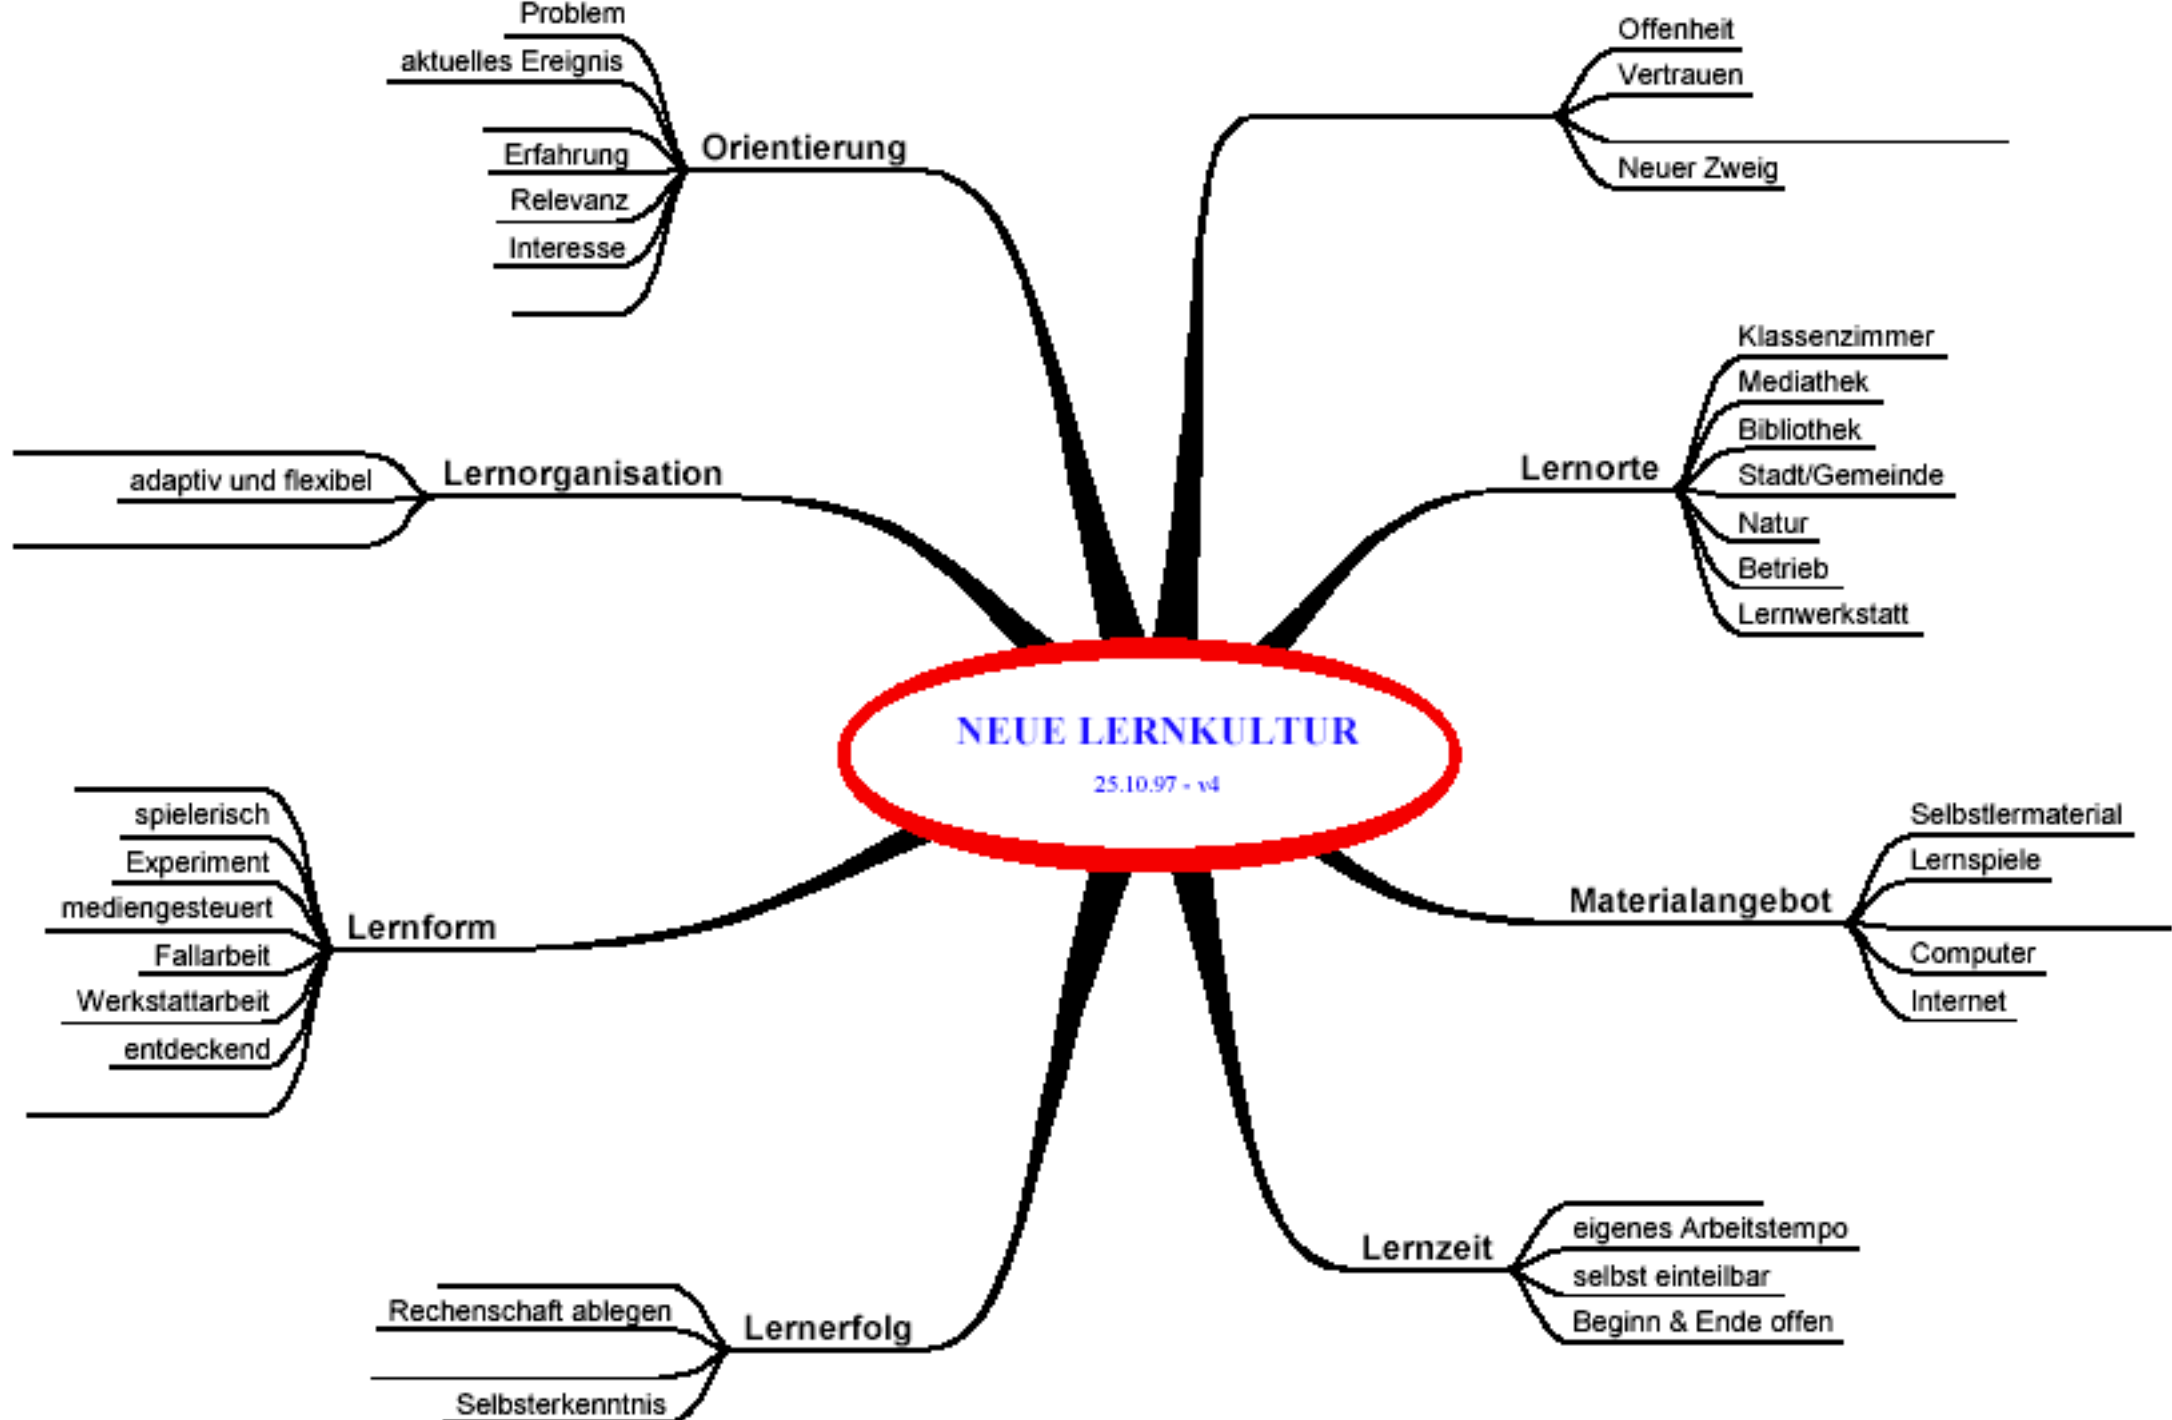 Problem
aktuelles Ereignis
Erfahrung
Relevanz
Interesse
Orientierung
Offenheit
Vertrauen
Neuer Zweig
Klassenzimmer
Mediathek
Bibliothek
Stadt/Gemeinde
Natur
Betrieb
Lernwerkstatt
Lernorte
adaptiv und flexibel
Lernorganisation
NEUE LERNKULTUR
25.10.97 - v4
spielerisch
Experiment
mediengesteuert
Fallarbeit
Werkstattarbeit
entdeckend
Lernform
Materialangebot
Selbstlermaterial
Lernspiele
Computer
Internet
Lernzeit
eigenes Arbeitstempo
selbst einteilbar
Beginn & Ende offen
Rechenschaft ablegen
Selbsterkenntnis
Lernerfolg